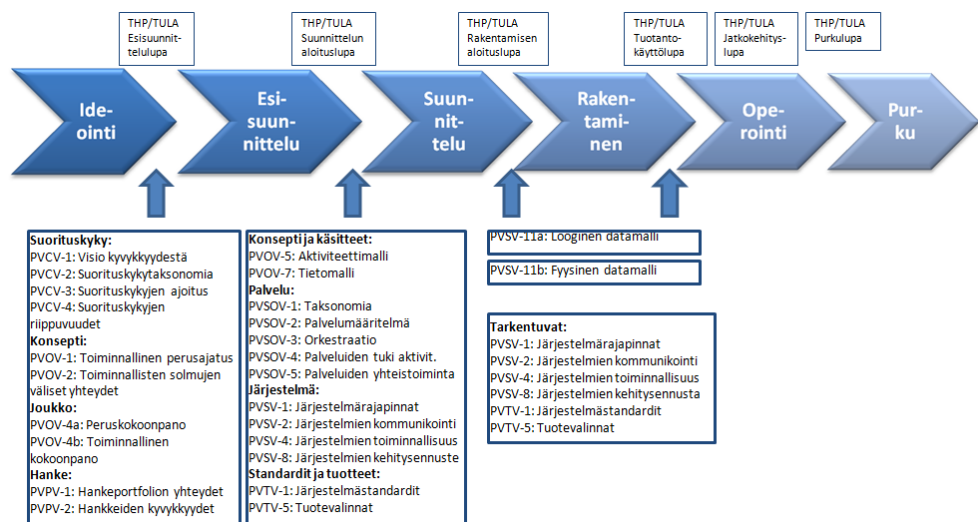 THP/TULA
Esisuunnit-
telulupa
THP/TULA
Suunnittelun
aloituslupa
THP/TULA
Rakentamisen
aloituslupa
THP/TULA
Tuotanto-
käyttölupa
THP/TULA
Jatkokehitys-
lupa
THP/TULA
Purkulupa
Ide-
ointi
Esi-
suun-
nittelu
Suun-
nit-
telu
Raken-
tami-
nen
Ope-
rointi
Pur-
ku
Suorituskyky:
PVCV-1: Visio kyvykkyydestä
PVCV-2: Suorituskykytaksonomia
PVCV-3: Suorituskykyjen ajoitus
PVCV-4: Suorituskykyjen
riippuvuudet
Konsepti:
PVOV-1: Toiminnallinen perusajatus
PVOV-2: Toiminnallisten solmujen
väliset yhteydet
Joukko:
PVOV-4a: Peruskokoonpano
PVOV-4b: Toiminnallinen
kokoonpano
Hanke:
PVPV-1: Hankeportfolion yhteydet
PVPV-2: Hankkeiden kyvykkyydet
Konsepti ja käsitteet:
PVOV-5: Aktiviteettimalli
PVOV-7: Tietomalli
Palvelu:
PVSOV-1: Taksonomia
PVSOV-2: Palvelumääritelmä
PVSOV-3: Orkestraatio
PVSOV-4: Palveluiden tuki aktivit.
PVSOV-5: Palveluiden yhteistoiminta
Järjestelmä:
PVSV-1: Järjestelmärajapinnat
PVSV-2: Järjestelmien kommunikointi
PVSV-4: Järjestelmien toiminnallisuus
PVSV-8: Järjestelmien kehitysennuste
Standardit ja tuotteet:
PVTV-1: Järjestelmästandardit
PVTV-5: Tuotevalinnat
PVSV-11a: Looginen datamalli
PVSV-11b: Fyysinen datamalli
Tarkentuvat:
PVSV-1: Järjestelmärajapinnat
PVSV-2: Järjestelmien kommunikointi
PVSV-4: Järjestelmien toiminnallisuus
PVSV-8: Järjestelmien kehitysennusta
PVTV-1: Järjestelmästandardit
PVTV-5: Tuotevalinnat